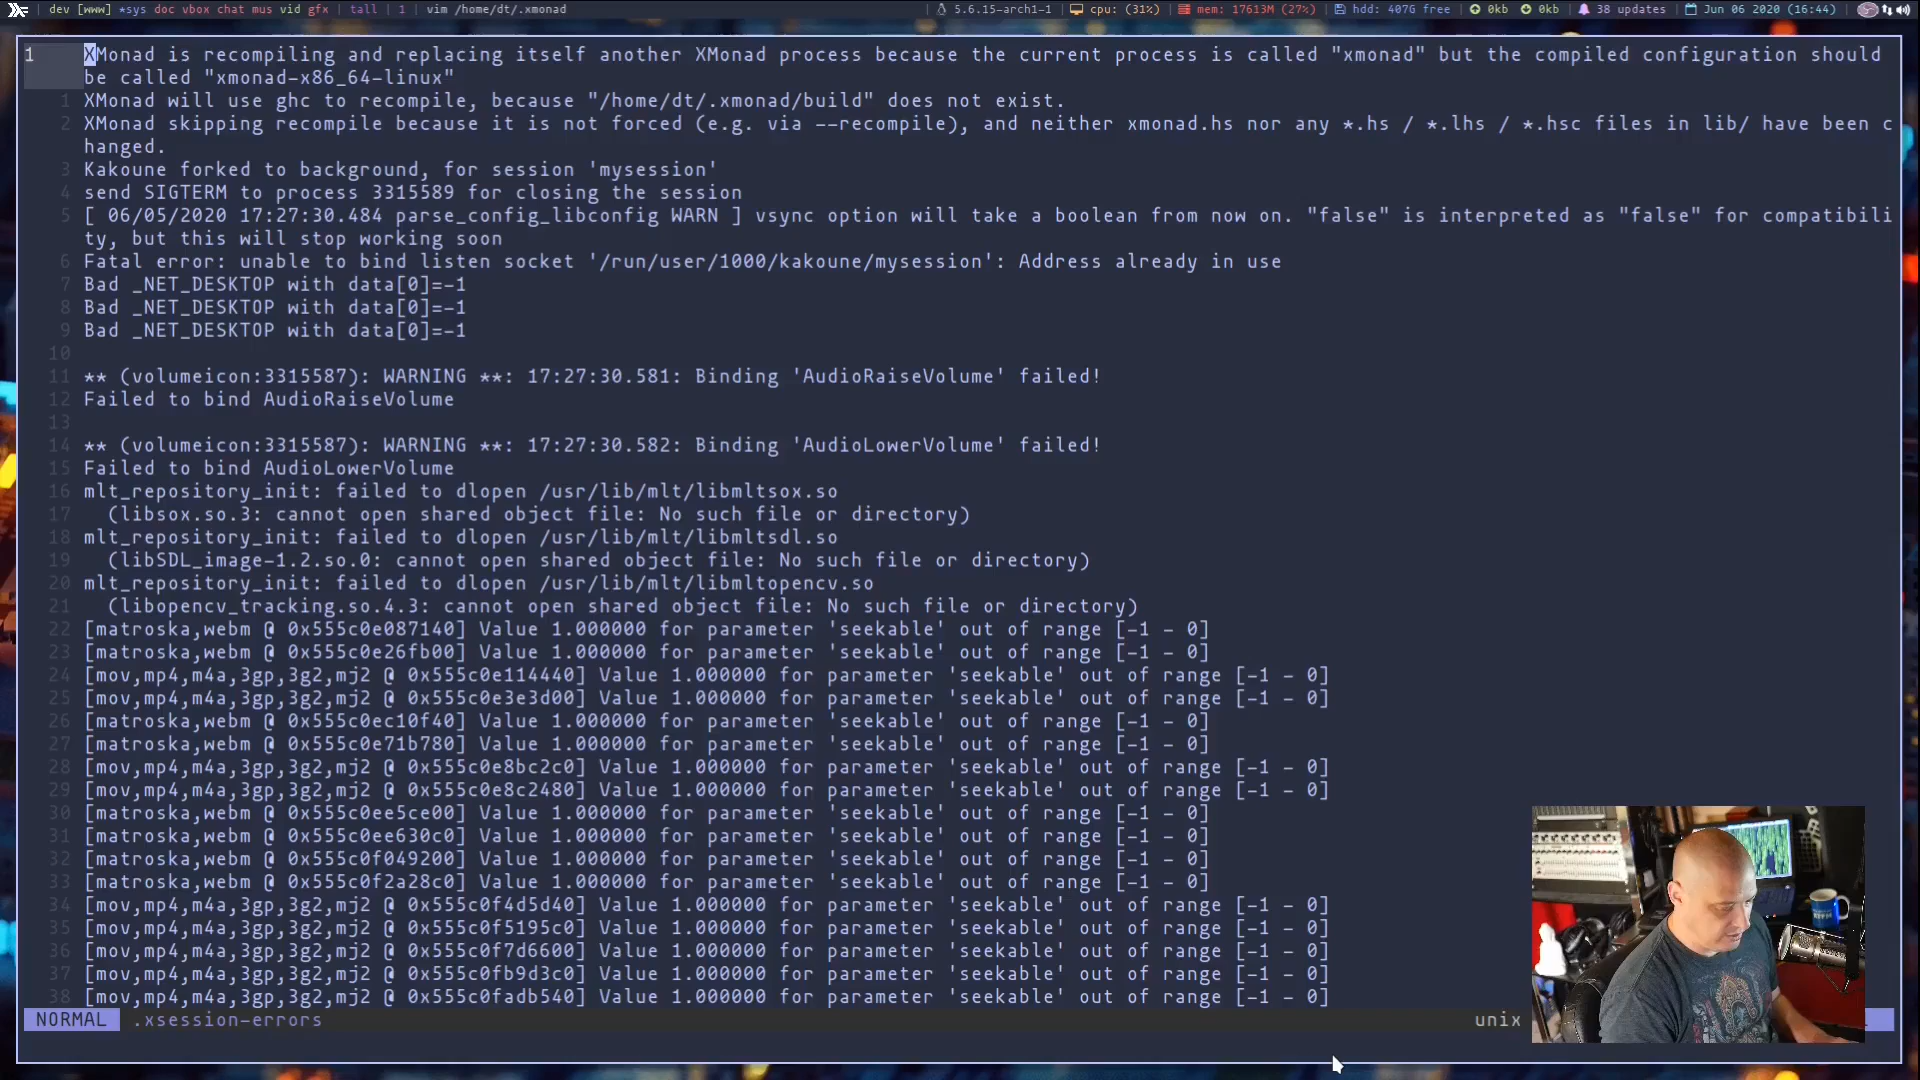 dev [www] *sys doc vbox chat mus vid gfx | tall | 1 | vim /home/dt/.xmonad
5.6.15-arch1-1 | cpu: (31%) | mem: 17613M (27%) | hdd: 407G free | 0kb 0kb | 38 updates | Jun 06 2020 (16:44)
1 XMonad is recompiling and replacing itself another XMonad process because the current process is called "xmonad" but the compiled configuration should
be called "xmonad-x86_64-linux"
1 XMonad will use ghc to recompile, because "/home/dt/.xmonad/build" does not exist.
2 XMonad skipping recompile because it is not forced (e.g. via --recompile), and neither xmonad.hs nor any *.hs / *.lhs / *.hsc files in lib/ have been c
hanged.
3 Kakoune forked to background, for session 'mysession'
4 send SIGTERM to process 3315589 for closing the session
5 [ 06/05/2020 17:27:30.484 parse_config_libconfig WARN ] vsync option will take a boolean from now on. "false" is interpreted as "false" for compatibili
ty, but this will stop working soon
6 Fatal error: unable to bind listen socket '/run/user/1000/kakoune/mysession': Address already in use
7 Bad _NET_DESKTOP with data[0]=-1
8 Bad _NET_DESKTOP with data[0]=-1
9 Bad _NET_DESKTOP with data[0]=-1
10
11 ** (volumeicon:3315587): WARNING **: 17:27:30.581: Binding 'AudioRaiseVolume' failed!
12 Failed to bind AudioRaiseVolume
13
14 ** (volumeicon:3315587): WARNING **: 17:27:30.582: Binding 'AudioLowerVolume' failed!
15 Failed to bind AudioLowerVolume
16 mlt_repository_init: failed to dlopen /usr/lib/mlt/libmltsox.so
17 (libsox.so.3: cannot open shared object file: No such file or directory)
18 mlt_repository_init: failed to dlopen /usr/lib/mlt/libmltsdl.so
19 (libSDL_image-1.2.so.0: cannot open shared object file: No such file or directory)
20 mlt_repository_init: failed to dlopen /usr/lib/mlt/libmltopencv.so
21 (libopencv_tracking.so.4.3: cannot open shared object file: No such file or directory)
22 [matroska,webm @ 0x555c0e087140] Value 1.000000 for parameter 'seekable' out of range [-1 - 0]
23 [matroska,webm @ 0x555c0e26fb00] Value 1.000000 for parameter 'seekable' out of range [-1 - 0]
24 [mov,mp4,m4a,3gp,3g2,mj2 @ 0x555c0e114440] Value 1.000000 for parameter 'seekable' out of range [-1 - 0]
25 [mov,mp4,m4a,3gp,3g2,mj2 @ 0x555c0e3e3d00] Value 1.000000 for parameter 'seekable' out of range [-1 - 0]
26 [matroska,webm @ 0x555c0ec10f40] Value 1.000000 for parameter 'seekable' out of range [-1 - 0]
27 [matroska,webm @ 0x555c0e71b780] Value 1.000000 for parameter 'seekable' out of range [-1 - 0]
28 [mov,mp4,m4a,3gp,3g2,mj2 @ 0x555c0e8bc2c0] Value 1.000000 for parameter 'seekable' out of range [-1 - 0]
29 [mov,mp4,m4a,3gp,3g2,mj2 @ 0x555c0e8c2480] Value 1.000000 for parameter 'seekable' out of range [-1 - 0]
30 [matroska,webm @ 0x555c0ee5ce00] Value 1.000000 for parameter 'seekable' out of range [-1 - 0]
31 [matroska,webm @ 0x555c0ee630c0] Value 1.000000 for parameter 'seekable' out of range [-1 - 0]
32 [matroska,webm @ 0x555c0f049200] Value 1.000000 for parameter 'seekable' out of range [-1 - 0]
33 [matroska,webm @ 0x555c0f2a28c0] Value 1.000000 for parameter 'seekable' out of range [-1 - 0]
34 [mov,mp4,m4a,3gp,3g2,mj2 @ 0x555c0f4d5d40] Value 1.000000 for parameter 'seekable' out of range [-1 - 0]
35 [mov,mp4,m4a,3gp,3g2,mj2 @ 0x555c0f5195c0] Value 1.000000 for parameter 'seekable' out of range [-1 - 0]
36 [mov,mp4,m4a,3gp,3g2,mj2 @ 0x555c0f7d6600] Value 1.000000 for parameter 'seekable' out of range [-1 - 0]
37 [mov,mp4,m4a,3gp,3g2,mj2 @ 0x555c0fb9d3c0] Value 1.000000 for parameter 'seekable' out of range [-1 - 0]
38 [mov,mp4,m4a,3gp,3g2,mj2 @ 0x555c0fadb540] Value 1.000000 for parameter 'seekable' out of range [-1 - 0]
NORMAL .xsession-errors unix